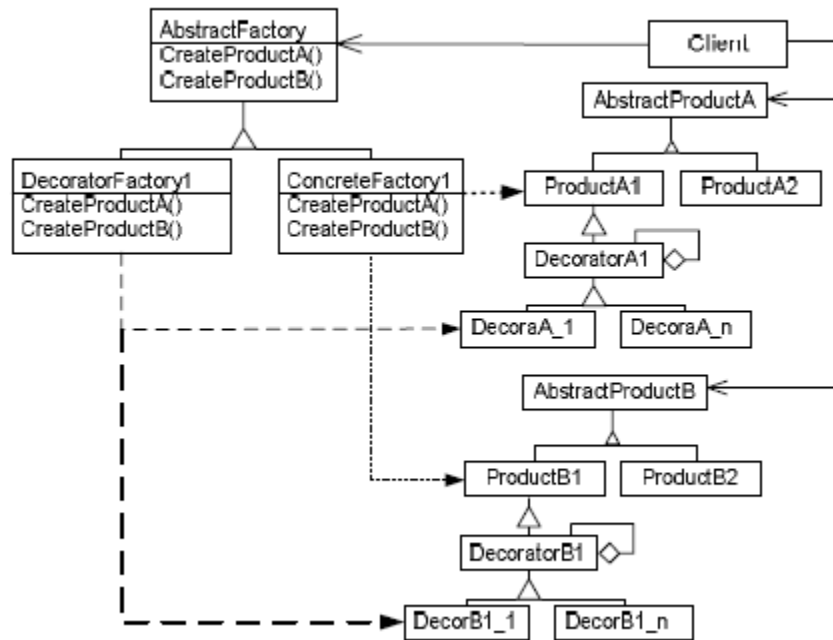 AbstractFactory
CreateProductA()
CreateProductB()
Client
AbstractProductA
DecoratorFactory1
CreateProductA()
CreateProductB()
ConcreteFactory1
CreateProductA()
CreateProductB()
ProductA1
ProductA2
DecoratorA1
DecoraA_1
DecoraA_n
AbstractProductB
ProductB1
ProductB2
DecoratorB1
DecorB1_1
DecorB1_n